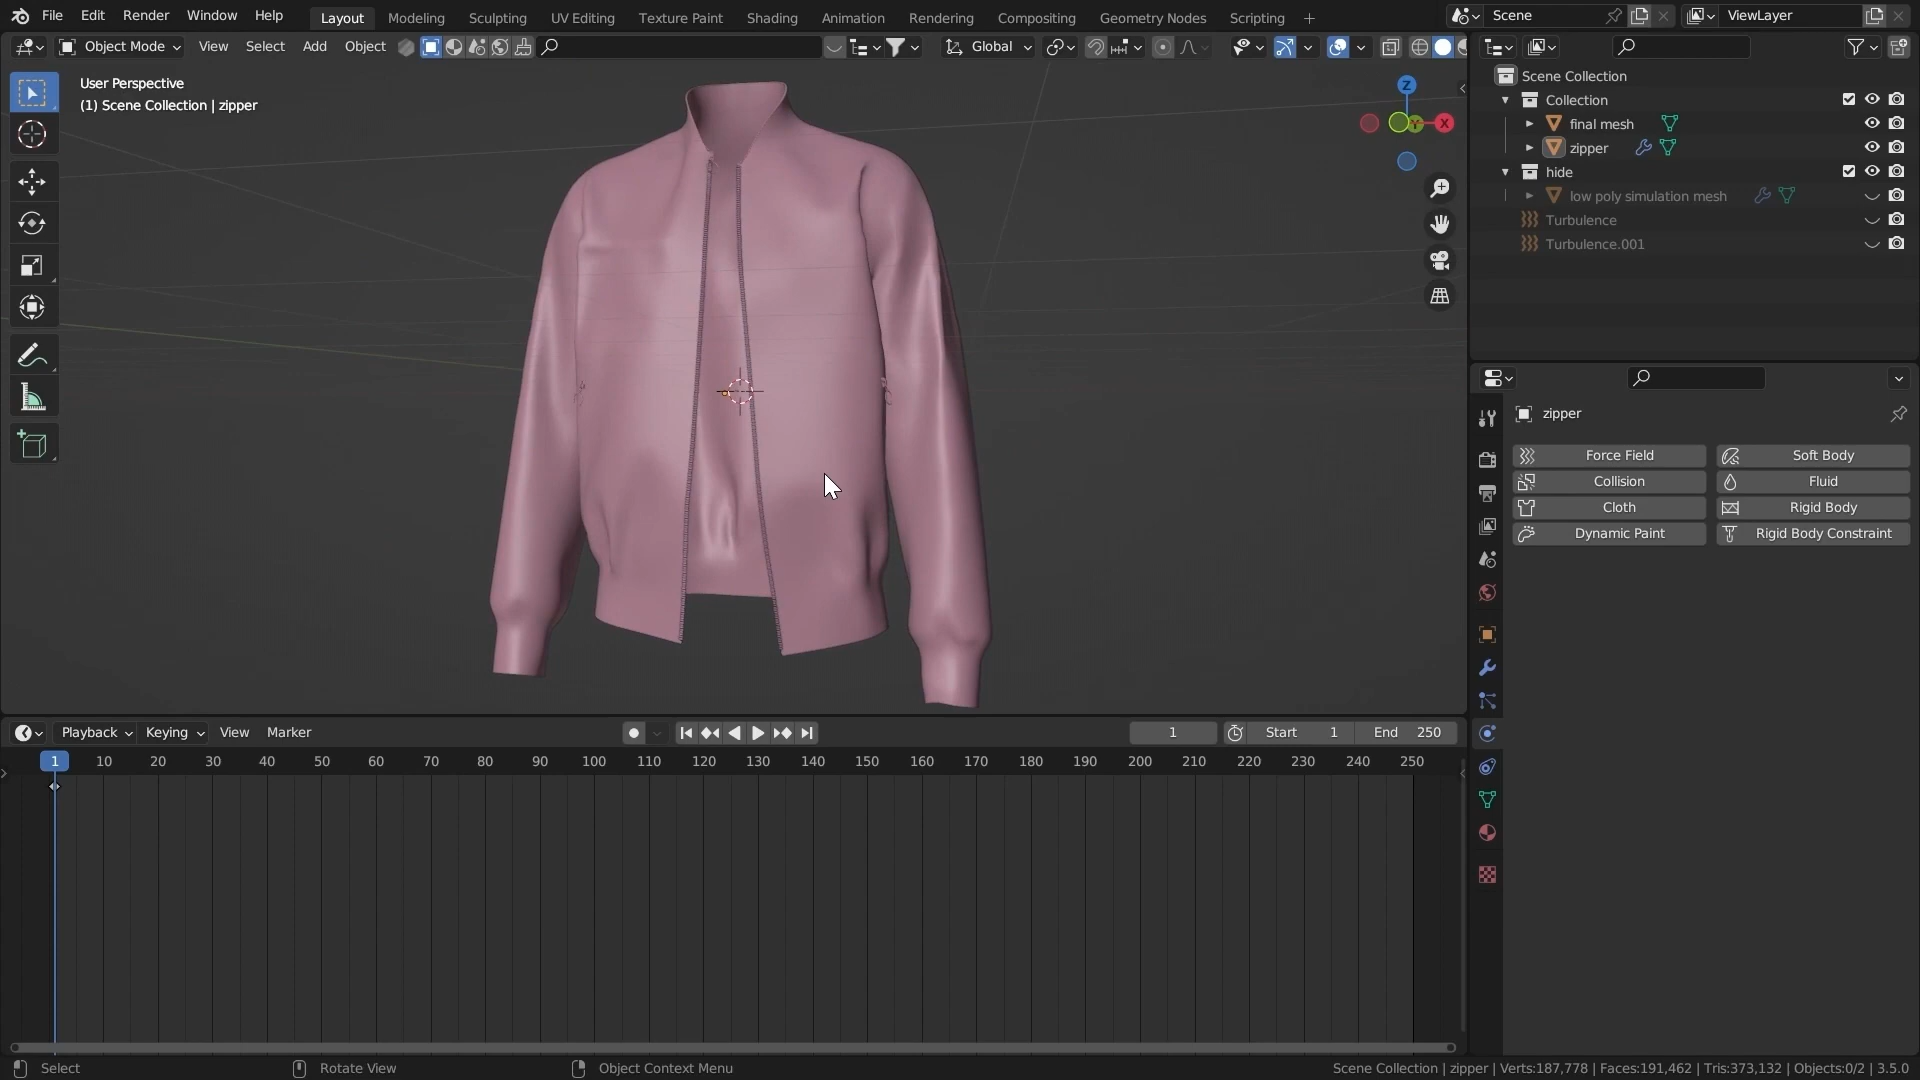 File Edit Render Window Help
Layout Modeling Sculpting UV Editing Texture Paint Shading Animation Rendering Compositing Geometry Nodes Scripting +
Scene
ViewLayer
Object Mode View Select Add Object
Global
User Perspective
(1) Scene Collection | zipper
Z
Y
X
Scene Collection
Collection
final mesh
zipper
hide
low poly simulation mesh
Turbulence
Turbulence.001
zipper
Force Field Soft Body
Collision Fluid
Cloth Rigid Body
Dynamic Paint Rigid Body Constraint
Playback Keying View Marker
1 Start 1 End 250
1 10 20 30 40 50 60 70 80 90 100 110 120 130 140 150 160 170 180 190 200 210 220 230 240 250
Select Rotate View Object Context Menu
Scene Collection | zipper | Verts:187,778 | Faces:191,462 | Tris:373,132 | Objects:0/2 | 3.5.0